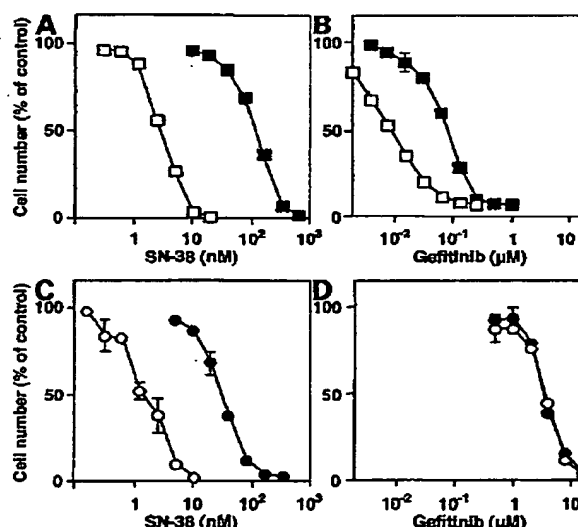 A
B
Cell number (% of control)
100
50
0
100
50
0
1
10
10²
10³
10⁻²
10⁻¹
1
10
SN-38 (nM)
Gefitinib (µM)
C
D
Cell number (% of control)
100
50
0
100
50
0
1
10
10²
10³
10⁻²
10⁻¹
1
10
SN-38 (nM)
Gefitinib (µM)